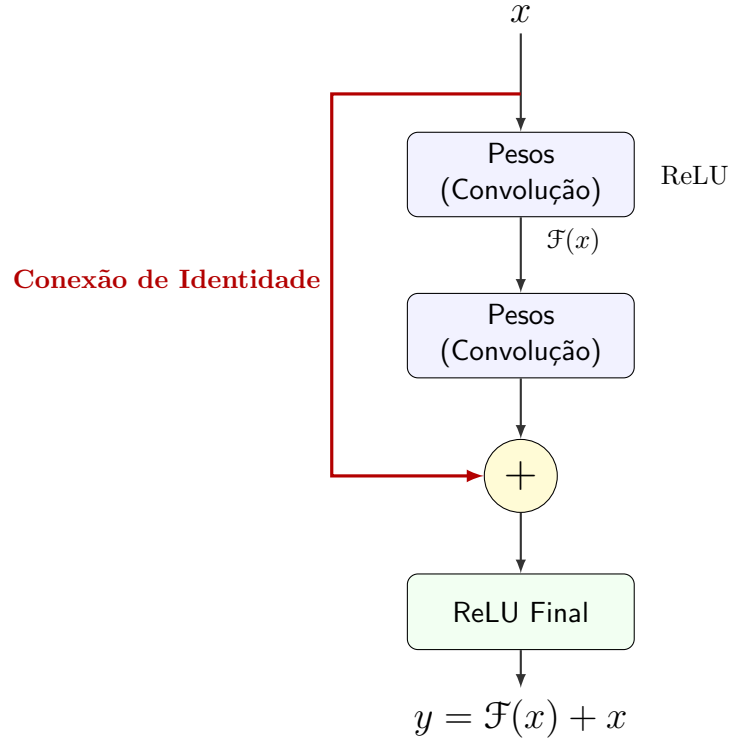 x
Pesos
(Convolução)
ReLU
ℱ(x)
Conexão de Identidade
Pesos
(Convolução)
+
ReLU Final
y = ℱ(x) + x